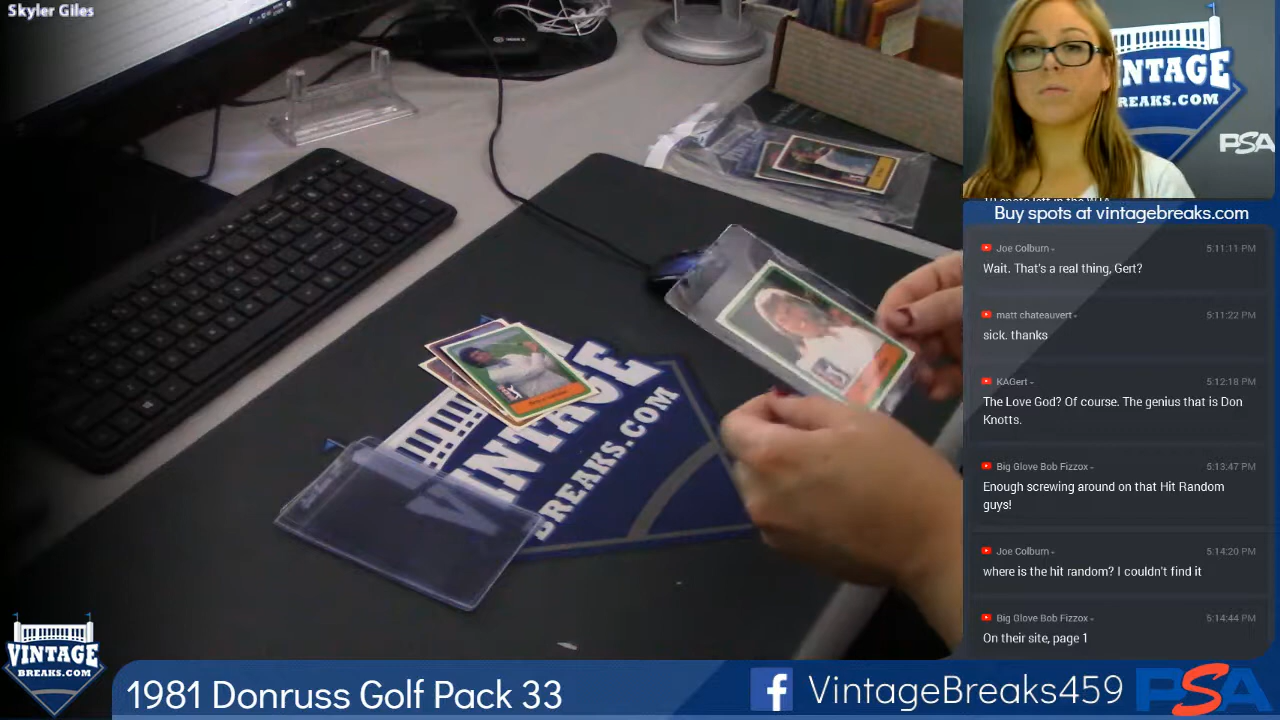 Skyler Giles
VINTAGE
BREAKS.COM
VINTAGE
BREAKS.COM
PSA
Buy spots at vintagebreaks.com
Joe Colburn
5:11:11 PM
Wait. That's a real thing, Gert?
matt chateauvert
5:11:22 PM
sick. thanks
KAGert
5:12:18 PM
The Love God? Of course. The genius that is Don
Knotts.
Big Glove Bob Fizzox
5:13:47 PM
Enough screwing around on that Hit Random
guys!
Joe Colburn
5:14:20 PM
where is the hit random? I couldn't find it
Big Glove Bob Fizzox
5:14:44 PM
On their site, page 1
VINTAGE
BREAKS.COM
1981 Donruss Golf Pack 33
f VintageBreaks459 PSA